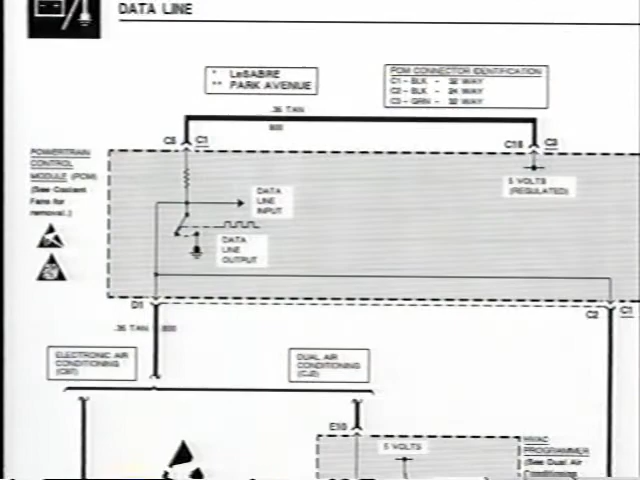 DATA LINE
* LeSABRE
** PARK AVENUE
PCM CONNECTOR IDENTIFICATION
C1 - BLK - 32 WAY
C2 - BLK - 24 WAY
C3 - GRN - 32 WAY
.35 TAN
800
C1
C16
C3
POWERTRAIN
CONTROL
MODULE (PCM)
(See Coolant
Fans for
removal.)
5 VOLTS
(REGULATED)
DATA
LINE
INPUT
DATA
LINE
OUTPUT
D1
C2
C1
.35 TAN
800
ELECTRONIC AIR
CONDITIONING
(C67)
DUAL AIR
CONDITIONING
(CJ2)
E10
5 VOLTS
HVAC
PROGRAMMER
(See Dual Air
Conditioning